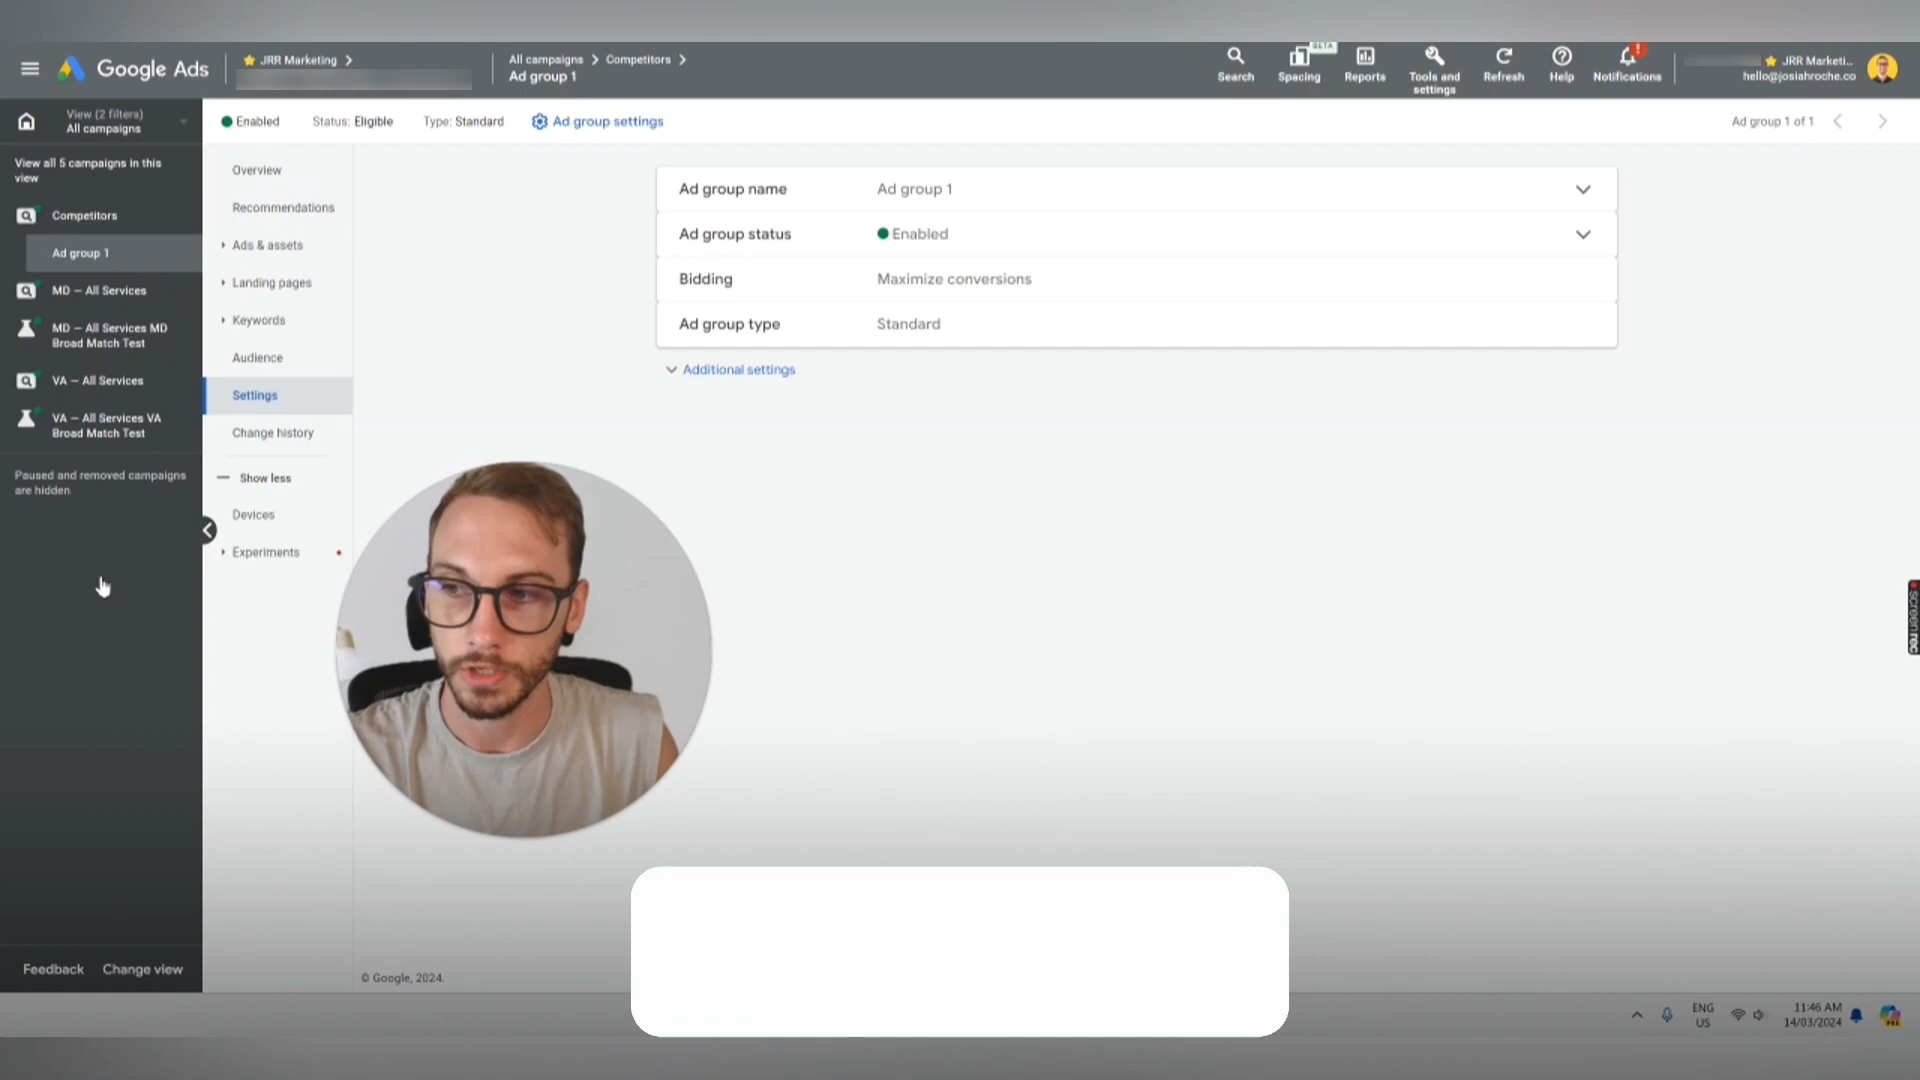 Google Ads
JRR Marketing
All campaigns
Competitors
Ad group 1
Search
BETA
Spacing
Reports
Tools and
settings
Refresh
Help
!
Notifications
JRR Marketi...
hello@josiahroche.co
View (2 filters)
All campaigns
Enabled
Status: Eligible
Type: Standard
Ad group settings
Ad group 1 of 1
View all 5 campaigns in this
view
Competitors
Ad group 1
MD – All Services
MD – All Services MD
Broad Match Test
VA – All Services
VA – All Services VA
Broad Match Test
Paused and removed campaigns
are hidden
Feedback
Change view
Overview
Recommendations
Ads & assets
Landing pages
Keywords
Audience
Settings
Change history
Show less
Devices
Experiments
Ad group name
Ad group 1
Ad group status
Enabled
Bidding
Maximize conversions
Ad group type
Standard
Additional settings
© Google, 2024.
screenrec
ENG
US
11:46 AM
14/03/2024
PRE